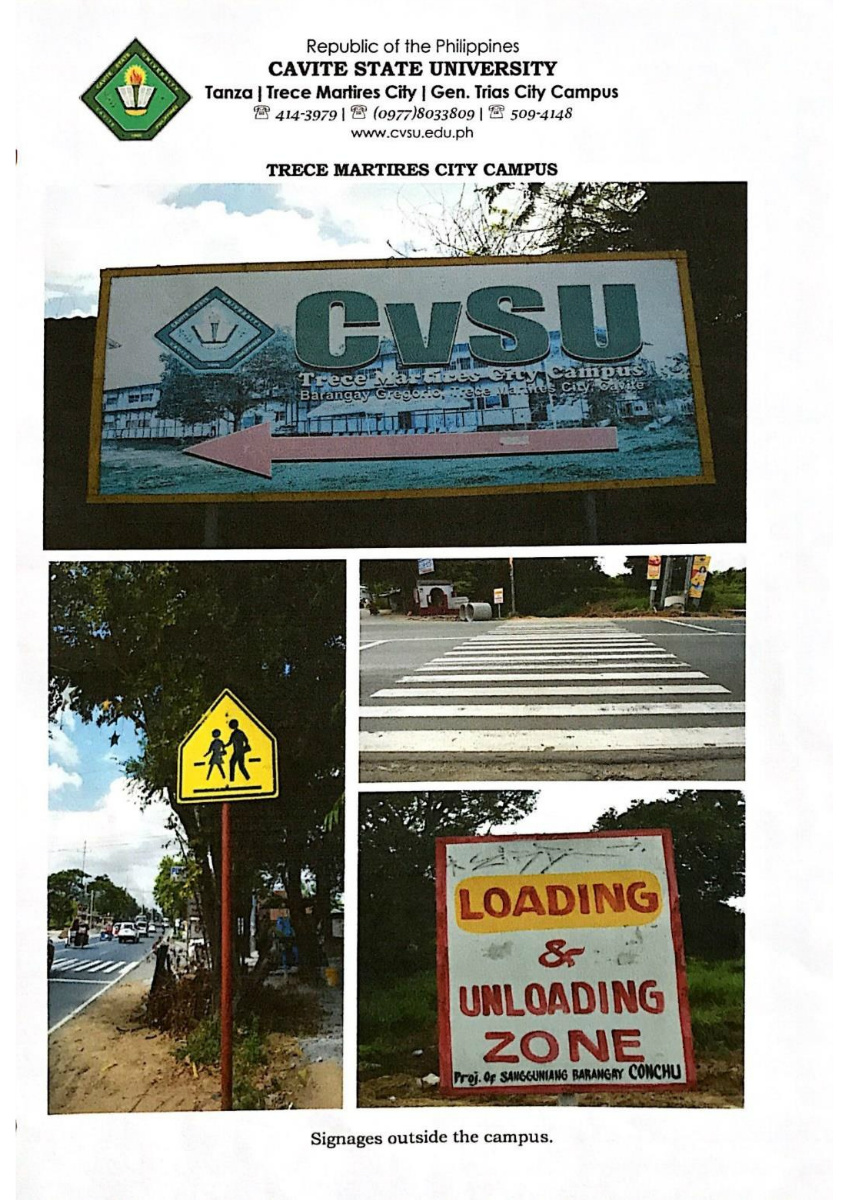 Republic of the Philippines
CAVITE STATE UNIVERSITY
Tanza | Trece Martires City | Gen. Trias City Campus
☏ 414-3979 | ☏ (0977)8033809 | ☏ 509-4148
www.cvsu.edu.ph
TRECE MARTIRES CITY CAMPUS
CvSU
Trece Martires City Campus
Barangay Gregorio, Trece Martires City, Cavite
LOADING
&
UNLOADING
ZONE
Proj. Of SANGGUNIANG BARANGAY CONCHU
Signages outside the campus.